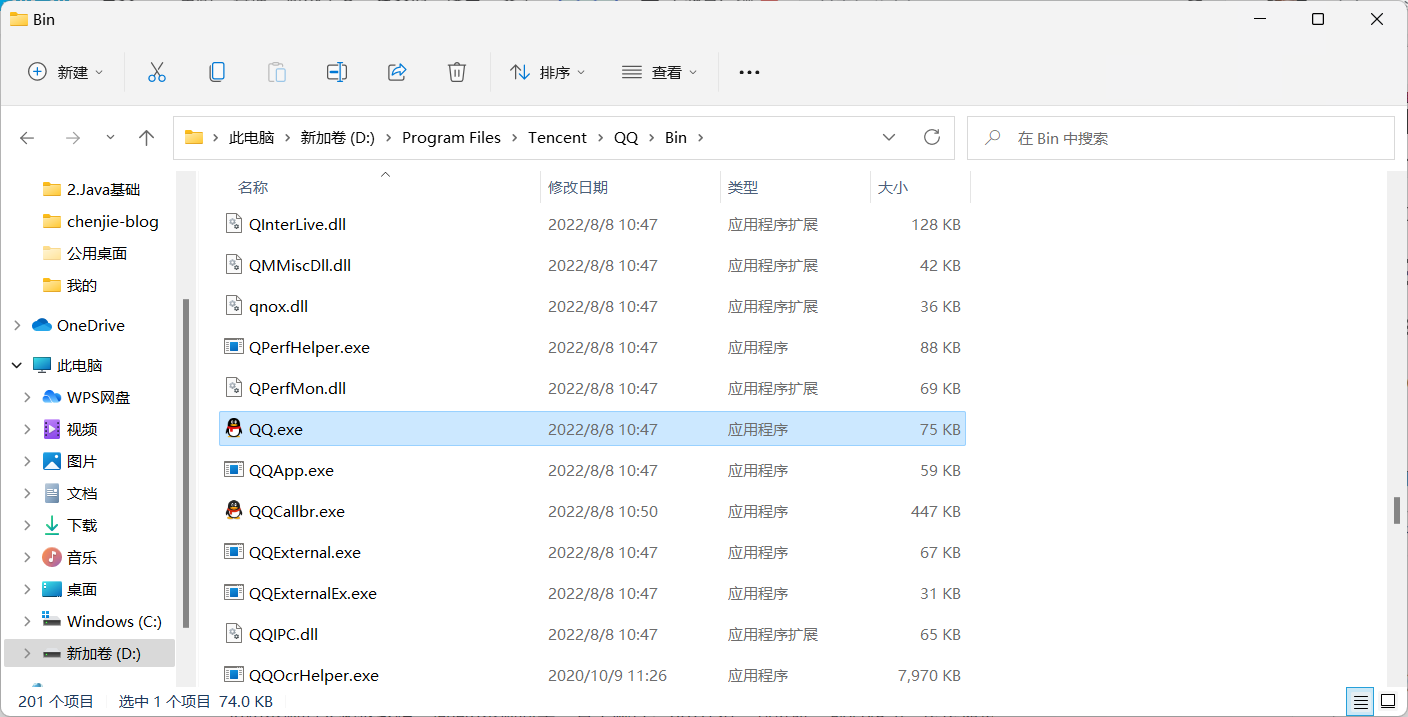 Bin
新建
排序
查看
此电脑 新加卷 (D:) Program Files Tencent QQ Bin
在 Bin 中搜索
2.Java基础
chenjie-blog
公用桌面
我的
OneDrive
此电脑
WPS网盘
视频
图片
文档
下载
音乐
桌面
Windows (C:)
新加卷 (D:)
名称 修改日期 类型 大小
QInterLive.dll 2022/8/8 10:47 应用程序扩展 128 KB
QMMiscDll.dll 2022/8/8 10:47 应用程序扩展 42 KB
qnox.dll 2022/8/8 10:47 应用程序扩展 36 KB
QPerfHelper.exe 2022/8/8 10:47 应用程序 88 KB
QPerfMon.dll 2022/8/8 10:47 应用程序扩展 69 KB
QQ.exe 2022/8/8 10:47 应用程序 75 KB
QQApp.exe 2022/8/8 10:47 应用程序 59 KB
QQCallbr.exe 2022/8/8 10:50 应用程序 447 KB
QQExternal.exe 2022/8/8 10:47 应用程序 67 KB
QQExternalEx.exe 2022/8/8 10:47 应用程序 31 KB
QQIPC.dll 2022/8/8 10:47 应用程序扩展 65 KB
QQOcrHelper.exe 2020/10/9 11:26 应用程序 7,970 KB
201 个项目 选中 1 个项目 74.0 KB